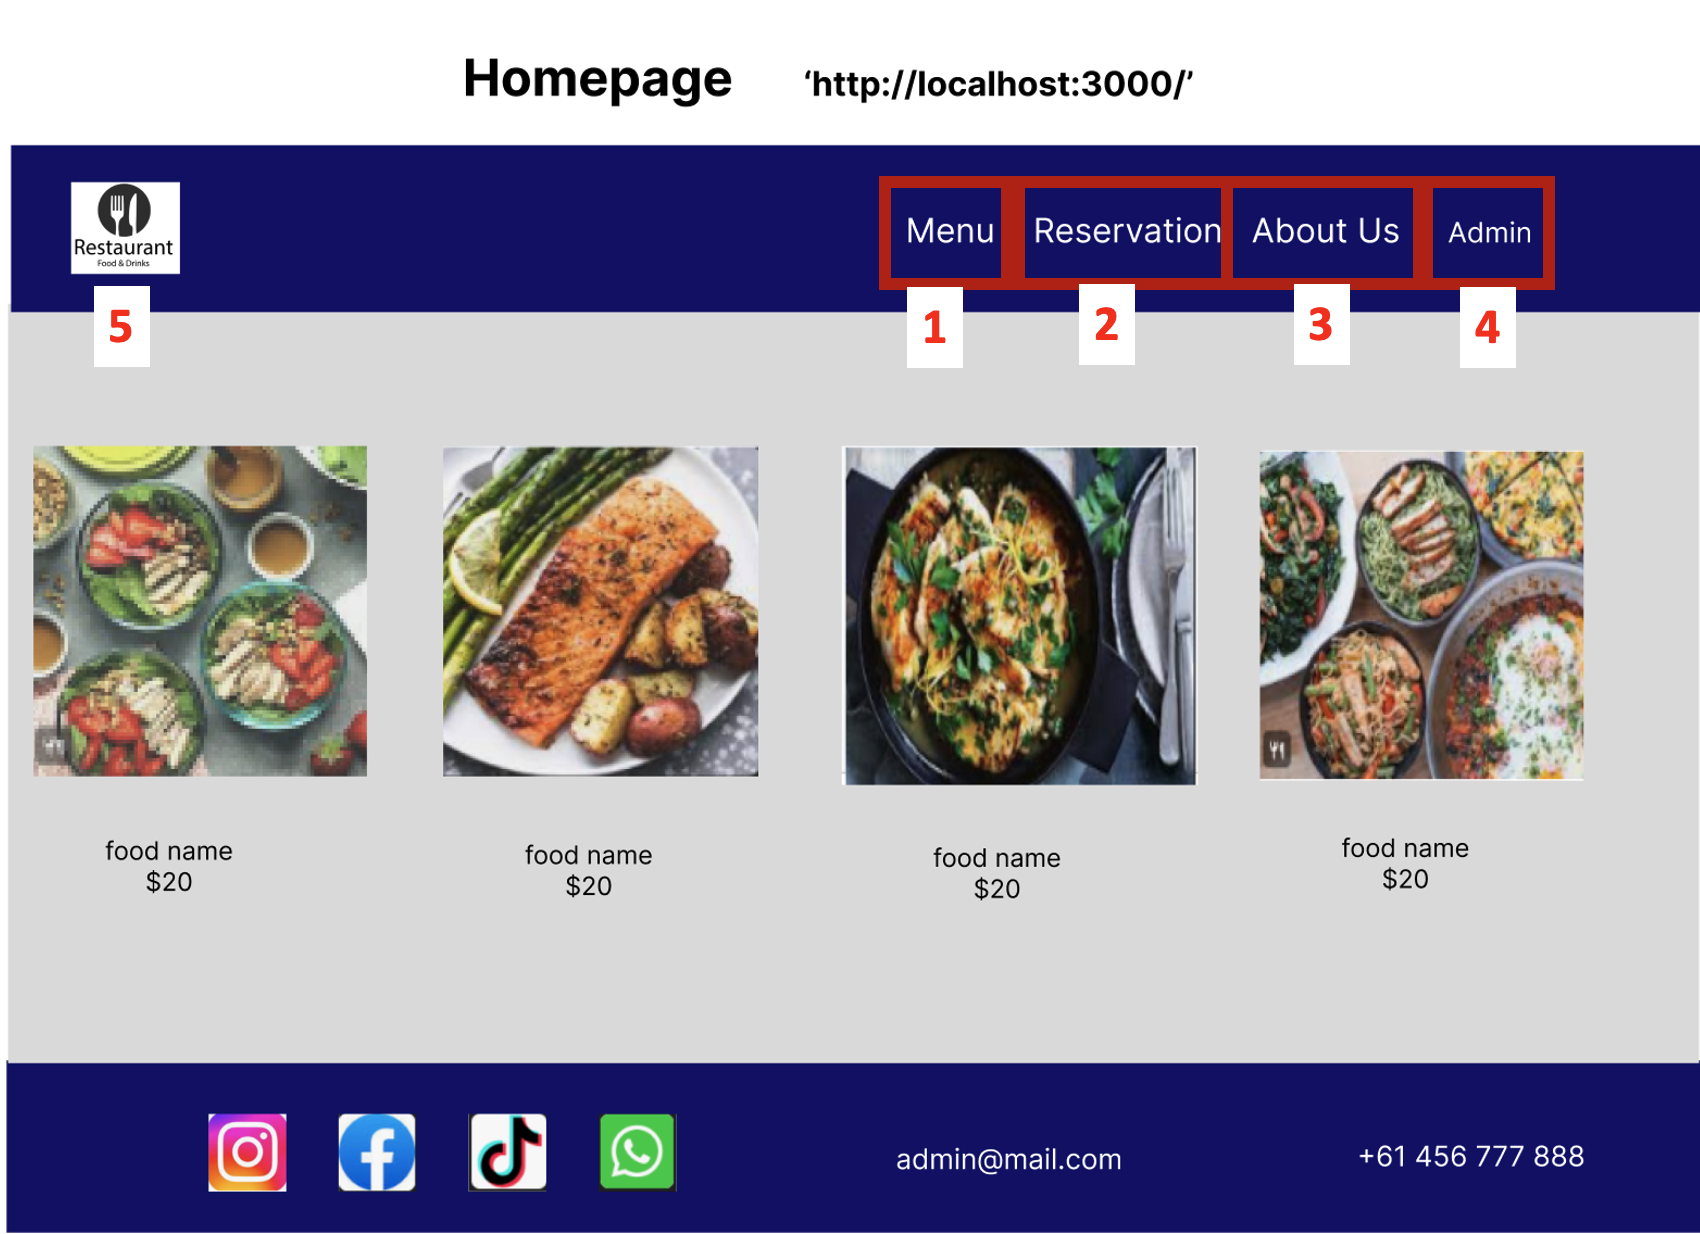 Homepage ‘http://localhost:3000/’
Restaurant
Food & Drinks
Menu Reservation About Us Admin
5 1 2 3 4
food name
$20
food name
$20
food name
$20
food name
$20
admin@mail.com +61 456 777 888